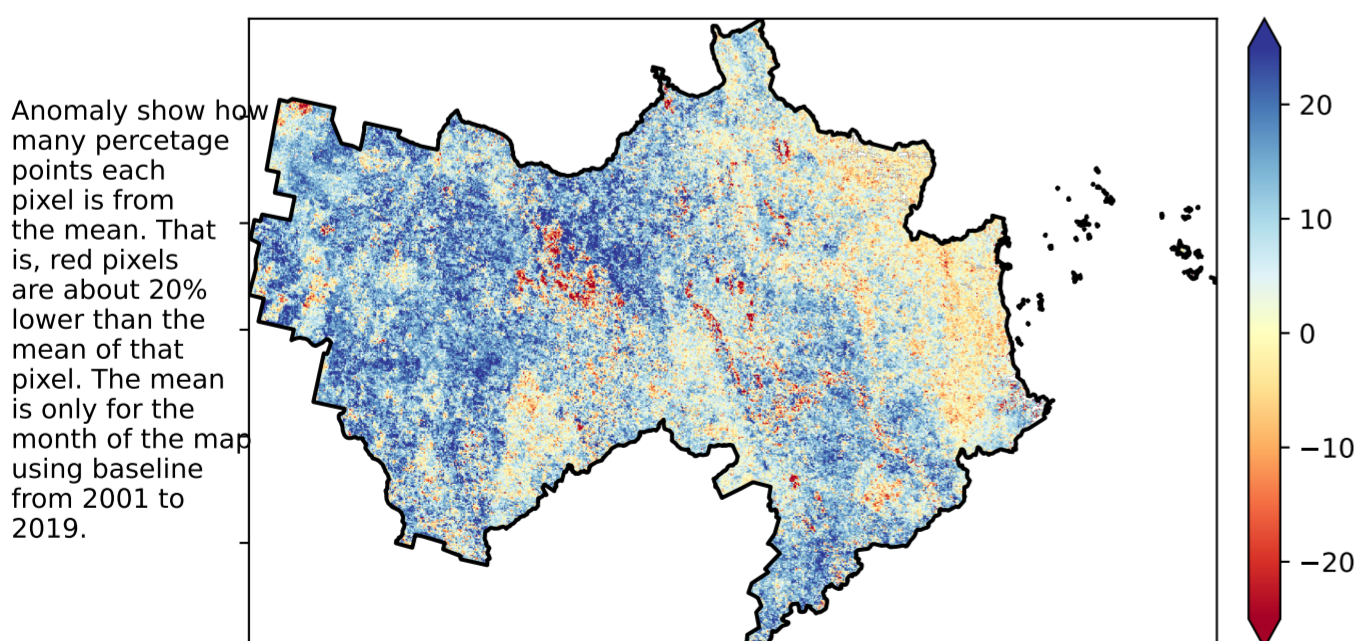 Anomaly show how
many percetage
points each
pixel is from
the mean. That
is, red pixels
are about 20%
lower than the
mean of that
pixel. The mean
is only for the
month of the map
using baseline
from 2001 to
2019.
20
10
0
−10
−20